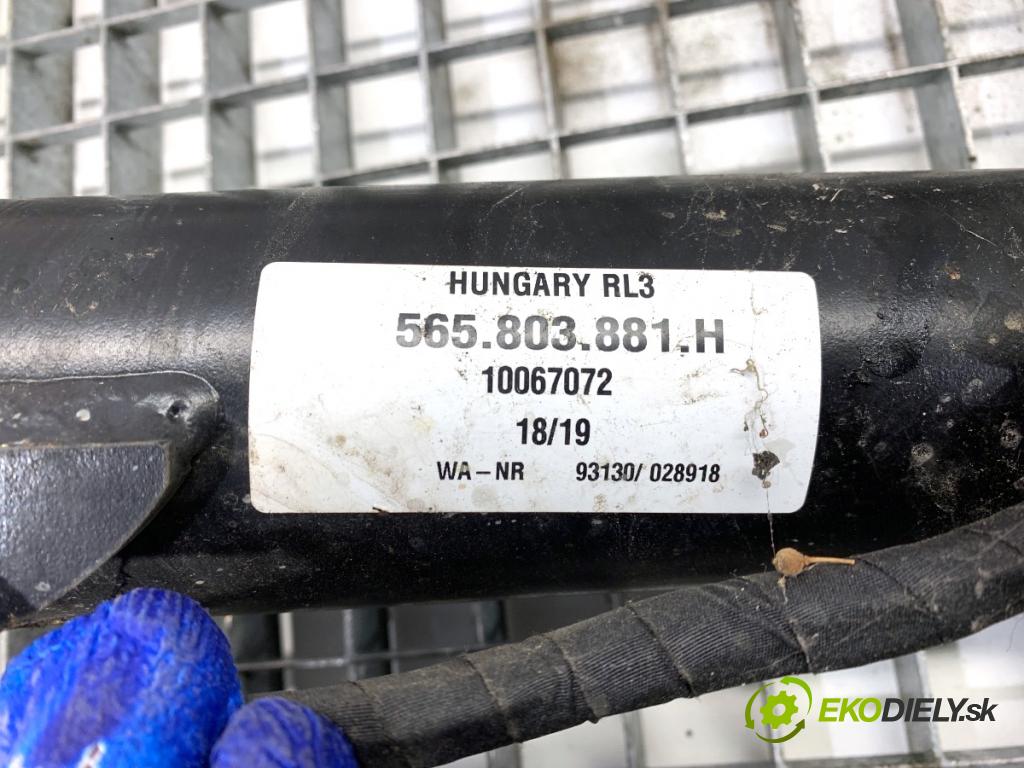 HUNGARY RL3
565.803.881.H
10067072
18/19
WA-NR 93130/ 028918
EKODIELY.sk